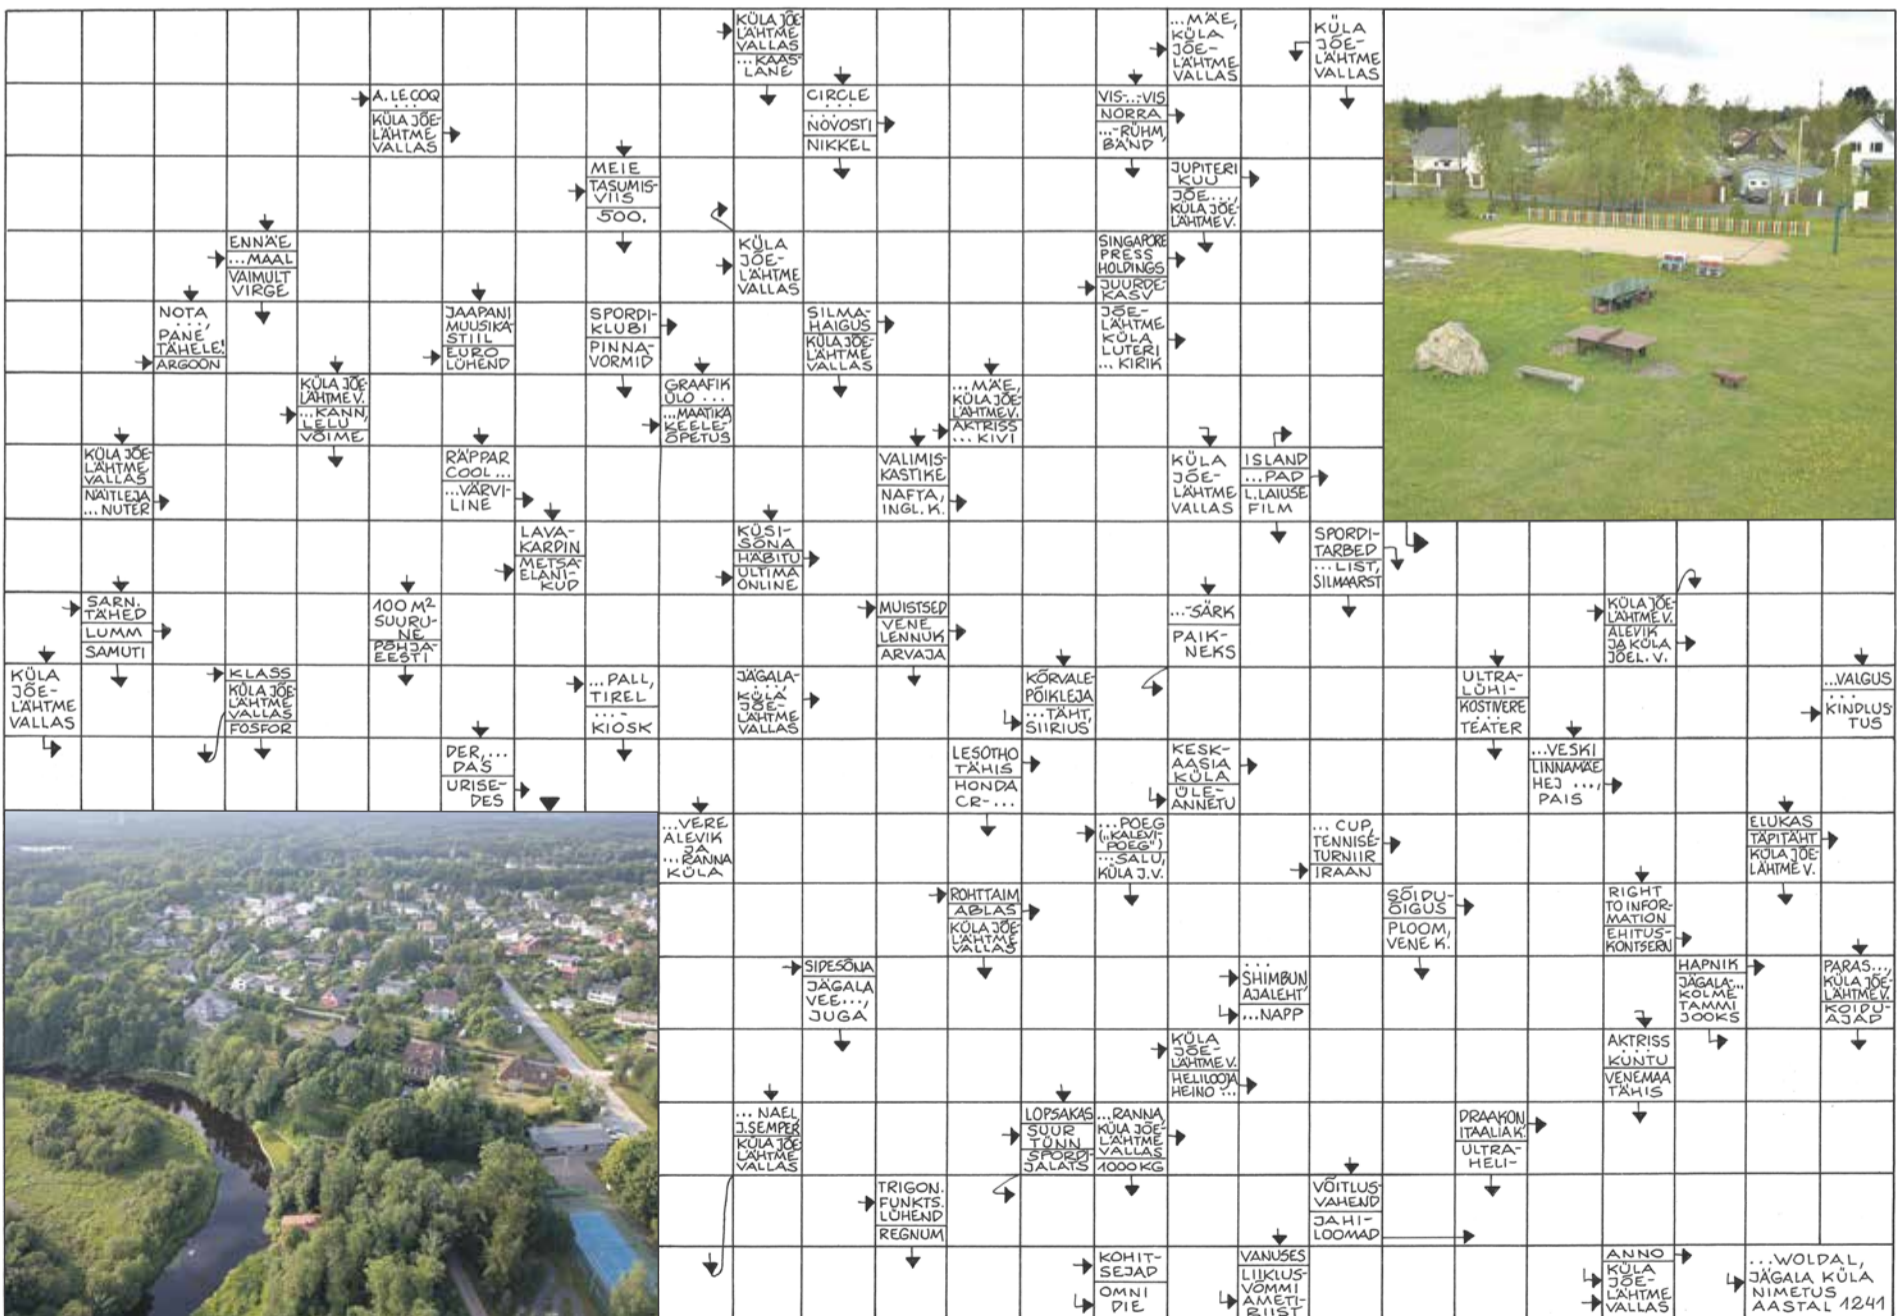 KÜLA JÕE-
LÄHTME
VALLAS
...KAAS-
LANE
...MÄE,
KÜLA
JÕE-
LÄHTME
VALLAS
KÜLA
JÕE-
LÄHTME
VALLAS
A. LE COQ
...
KÜLA JÕE-
LÄHTME
VALLAS
CIRCLE
...
NOVOSTI
NIKKEL
VIS-...-VIS
NORRA
...-RÜHM,
BÄND
MEIE
TASUMIS-
VIIS
500.
JUPITERI
KUU
JÕE...,
KÜLA JÕE-
LÄHTME V.
ENNÄE
...MAAL
VAIMULT
VIRGE
KÜLA
JÕE-
LÄHTME
VALLAS
SINGAPORE
PRESS
HOLDINGS
JUURDE-
KASV
NOTA
...,
PANE
TÄHELE!
ARGOON
JAAPANI
MUUSIKA-
STIIL
EURO
LÜHEND
SPORDI-
KLUBI
PINNA-
VORMID
SILMA-
HAIGUS
KÜLA JÕE-
LÄHTME
VALLAS
JÕE-
LÄHTME
KÜLA
LUTERI
... KIRIK
KÜLA JÕE-
LÄHTME V.
...KANN,
LELU
VÕIME
GRAAFIK
ÜLO ...
...MAATIKA,
KEELE-
ÕPETUS
...MÄE,
KÜLA JÕE-
LÄHTME V.
AKTRISS
... KIVI
KÜLA JÕE-
LÄHTME
VALLAS
NÄITLEJA
... NUTER
RÄPPAR
COOL ...
...VÄRVI-
LINE
VALIMIS-
KASTIKE
NAFTA,
INGL. K.
KÜLA
JÕE-
LÄHTME
VALLAS
ISLAND
...PAD
L. LAIUSE
FILM
LAVA-
KARDIN
METSA-
ELANI-
KUD
KÜSI-
SÕNA
HÄBITU
ULTIMA
ONLINE
SPORDI-
TARBED
...LIST,
SILMAARST
SARN.
TÄHED
LUMM
SAMUTI
100 M²
SUURU-
NE
PÕHJA-
EESTI
MUISTSED
VENE
LENNUK
ARVAJA
...-SÄRK
PAIK-
NEKS
KÜLA JÕE-
LÄHTME V.
ALEVIK
JA KÜLA
JÕEL. V.
KÜLA
JÕE-
LÄHTME
VALLAS
KLASS
KÜLA JÕE-
LÄHTME
VALLAS
FOSFOR
...PALL,
TIREL
...-
KIOSK
JÄGALA-
...,
KÜLA
JÕE-
LÄHTME
VALLAS
KÕRVALE-
PÕIKLEJA
...TÄHT,
SIIRIUS
ULTRA-
LÜHI-
KOSTIVERE
...
TEATER
...VALGUS
...
KINDLUS-
TUS
DER, ...
DAS
URISE-
DES
LESOTHO
TÄHIS
HONDA
CR-...
KESK-
AASIA
KÜLA
ÜLE-
ANNETU
...VESKI
LINNAMÄE
HEJ ...,
PAIS
...VERE
ALEVIK
JA
...RANNA
KÜLA
...POEG
("KALEVI-
POEG")
...SALU,
KÜLA J.V.
... CUP,
TENNISE-
TURNIIR
IRAAN
ELUKAS
TÄPITÄHT
KÜLA JÕE-
LÄHTME V.
ROHTTAIM
ABLAS
KÜLA JÕE-
LÄHTME
VALLAS
SÕIDU-
ÕIGUS
PLOOM,
VENE K.
RIGHT
TO INFOR-
MATION
EHITUS-
KONTSERN
SIDESÕNA
JÄGALA
VEE...,
JUGA
...
SHIMBUN,
AJALEHT
...NAPP
HAPNIK
JÄGALA-...
KOLME
TAMMI
JOOKS
PARAS...,
KÜLA JÕE-
LÄHTME V.
KOIDU-
AJAD
KÜLA
JÕE-
LÄHTME V.
HELILOOJA
HEINO ...
AKTRISS
...
KUNTU
VENEMAA
TÄHIS
... NAEL,
J. SEMPER
KÜLA JÕE-
LÄHTME
VALLAS
LOPSAKAS
SUUR
TÜNN
SPORDI-
JALATS
...RANNA,
KÜLA JÕE-
LÄHTME
VALLAS
1000 KG
DRAAKON,
ITAALIA K.
ULTRA-
HELI-
TRIGON.
FUNKTS.
LÜHEND
REGNUM
VÕITLUS-
VAHEND
JAHI-
LOOMAD
KOHIT-
SEJAD
OMNI
DIE
VANUSES
LIIKLUS-
VÕMMI
AMETI-
RIIST
ANNO
KÜLA
JÕE-
LÄHTME
VALLAS
...WOLDAL,
JÄGALA KÜLA
NIMETUS
AASTAL 1241